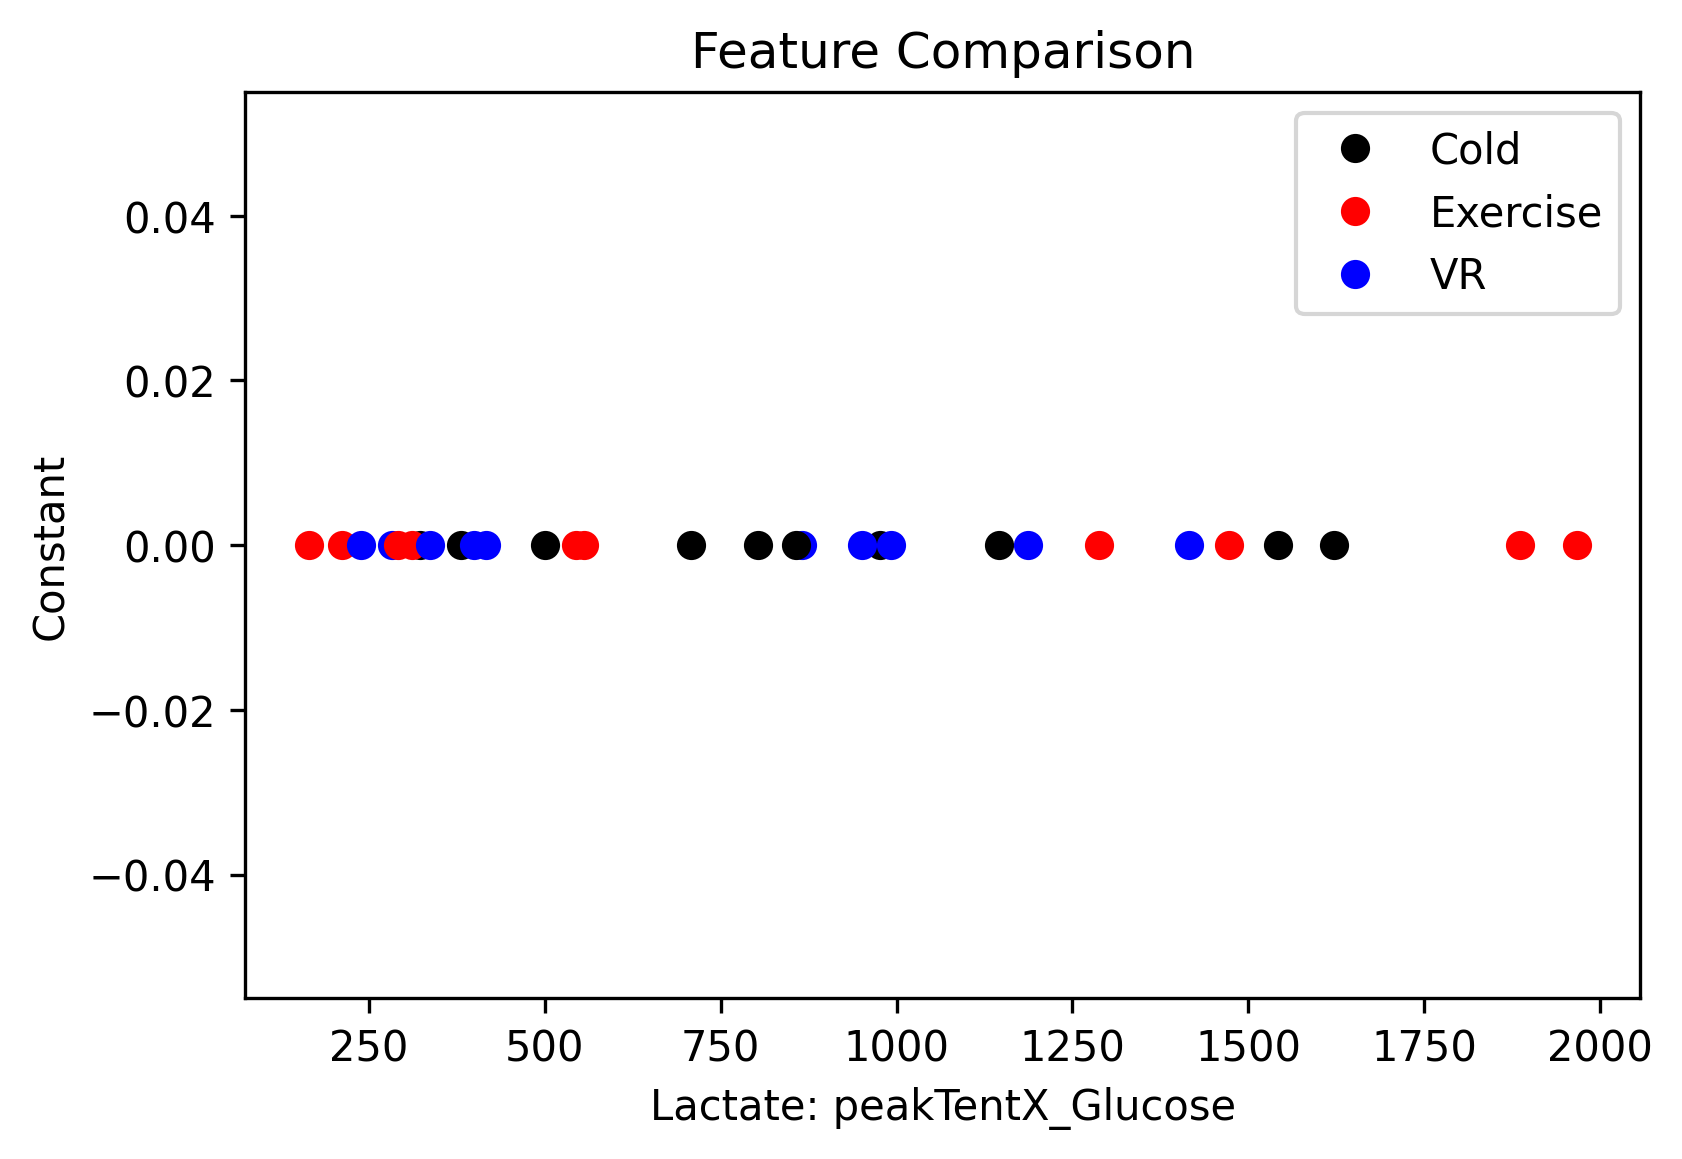 Feature Comparison
Cold
Exercise
VR
0.04
0.02
0.00
−0.02
−0.04
Constant
250 500 750 1000 1250 1500 1750 2000
Lactate: peakTentX_Glucose